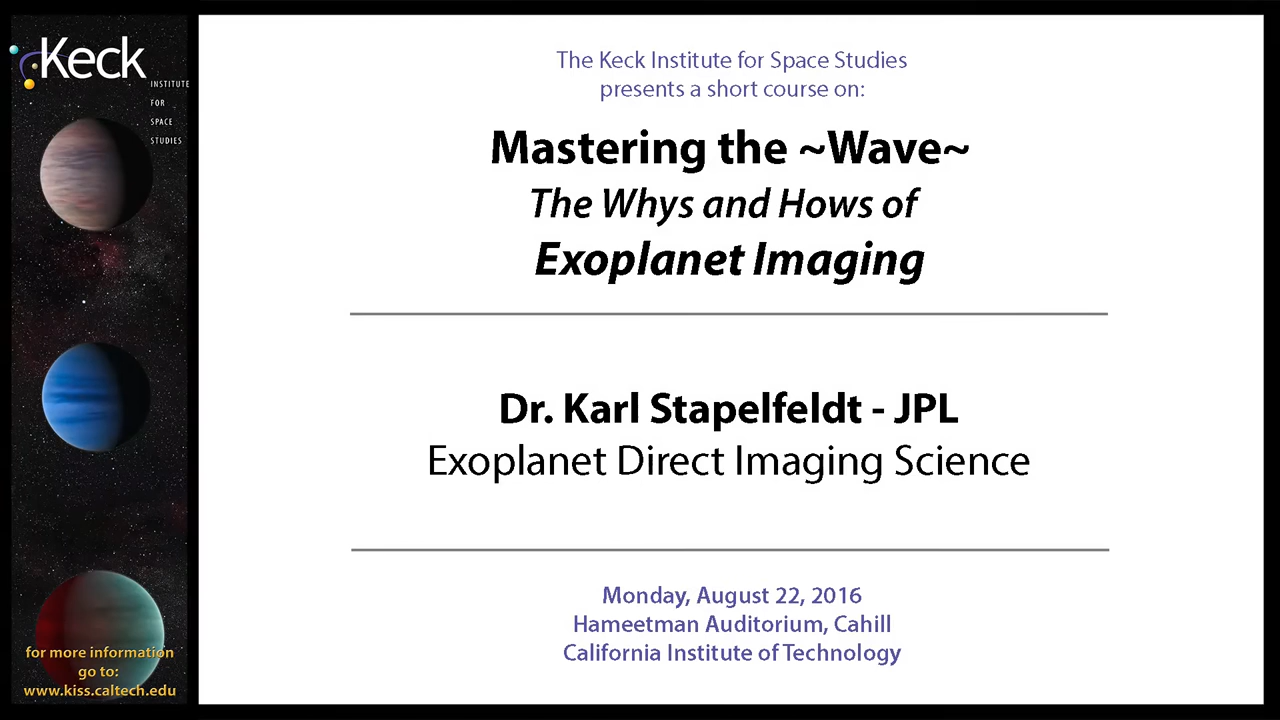 Keck
INSTITUTE
FOR
SPACE
STUDIES
for more information
go to:
www.kiss.caltech.edu
The Keck Institute for Space Studies
presents a short course on:
Mastering the ~Wave~
The Whys and Hows of
Exoplanet Imaging
Dr. Karl Stapelfeldt - JPL
Exoplanet Direct Imaging Science
Monday, August 22, 2016
Hameetman Auditorium, Cahill
California Institute of Technology